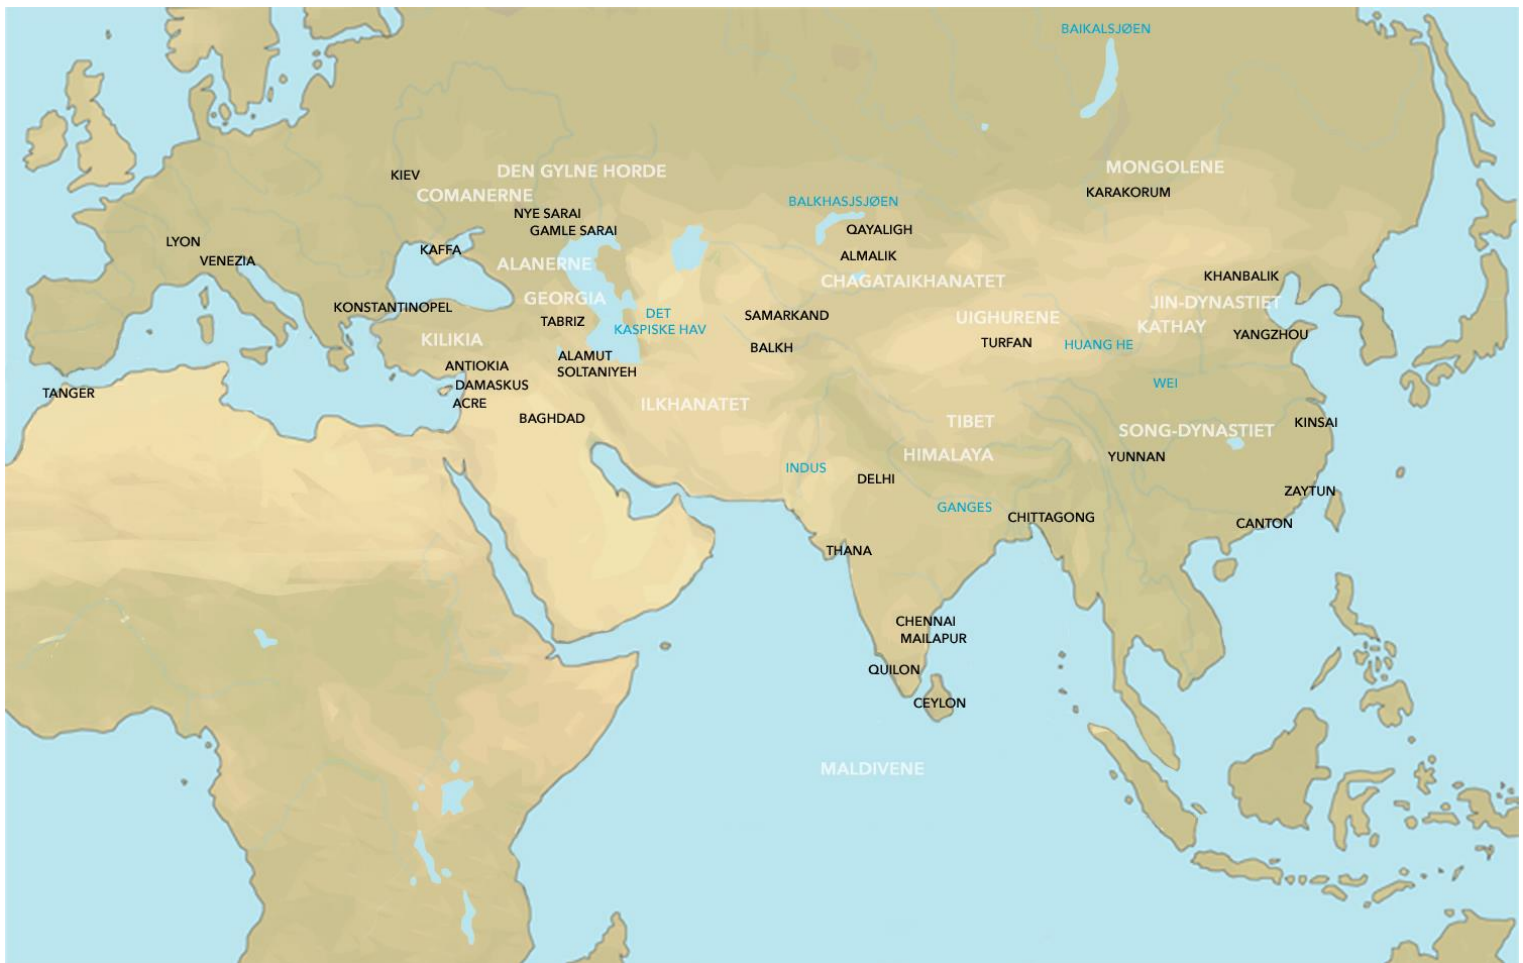 BAIKALSJØEN
MONGOLENE
DEN GYLNE HORDE
KIEV
KARAKORUM
COMANERNE
BALKHASJSJØEN
NYE SARAI
GAMLE SARAI
QAYALIGH
LYON
KAFFA
VENEZIA
ALMALIK
ALANERNE
KHANBALIK
CHAGATAIKHANATET
GEORGIA
JIN-DYNASTIET
KONSTANTINOPEL
DET
KASPISKE HAV
SAMARKAND
UIGHURENE
TABRIZ
KATHAY
YANGZHOU
KILIKIA
TURFAN
HUANG HE
BALKH
ALAMUT
SOLTANIYEH
ANTIOKIA
DAMASKUS
WEI
TANGER
ACRE
ILKHANATET
BAGHDAD
TIBET
KINSAI
SONG-DYNASTIET
HIMALAYA
YUNNAN
INDUS
DELHI
ZAYTUN
GANGES
CHITTAGONG
CANTON
THANA
CHENNAI
MAILAPUR
QUILON
CEYLON
MALDIVENE